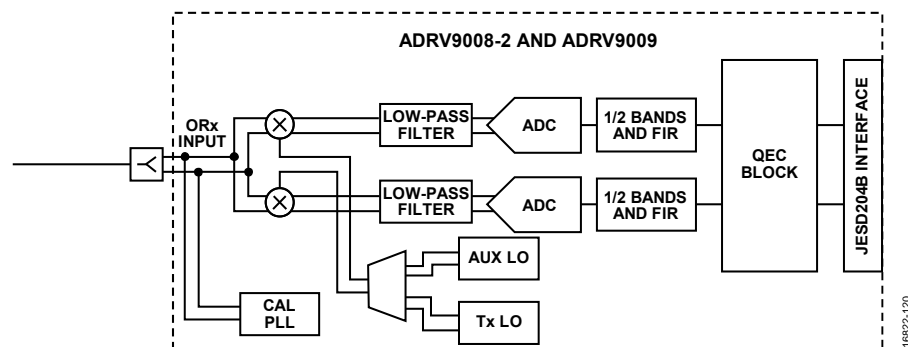 ADRV9008-2 AND ADRV9009
ORx
INPUT
LOW-PASS
FILTER
ADC
1/2 BANDS
AND FIR
QEC
BLOCK
JESD204B INTERFACE
LOW-PASS
FILTER
ADC
1/2 BANDS
AND FIR
AUX LO
CAL
PLL
Tx LO
16822-120